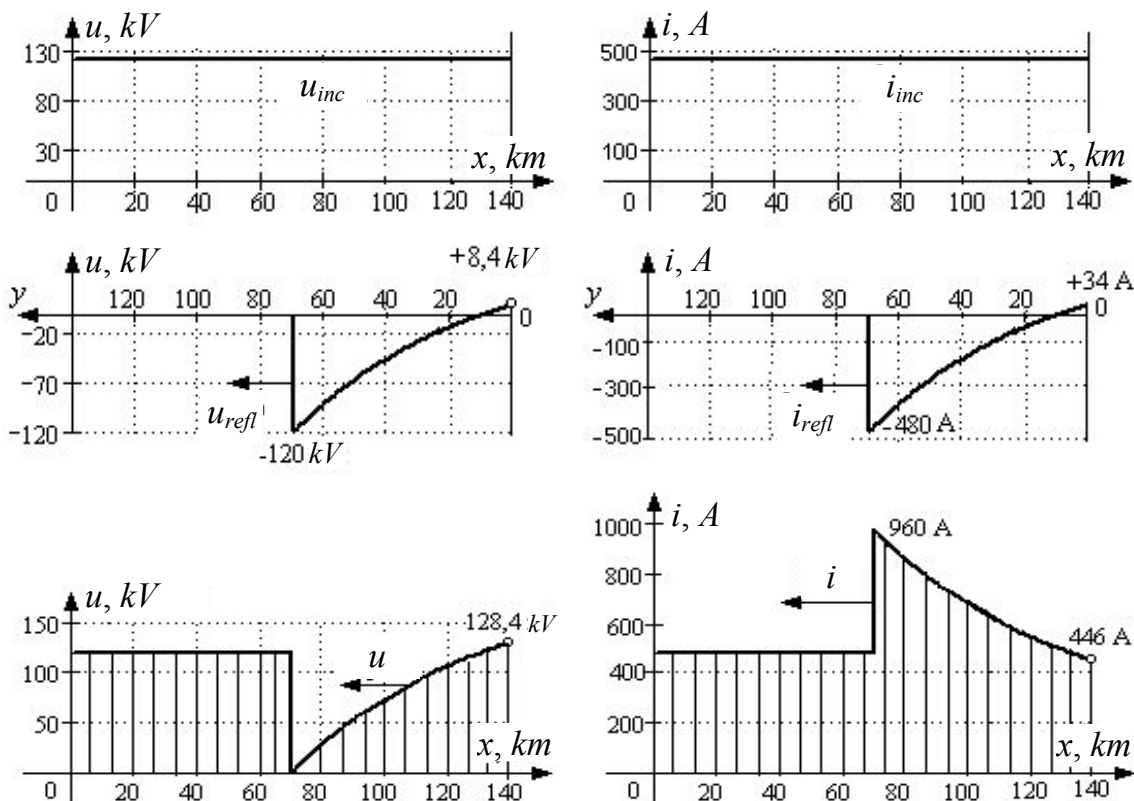 u, kV
130
80
30
0
20
40
60
80
100
120
140
u_inc
x, km
i, A
500
300
100
0
20
40
60
80
100
120
140
i_inc
x, km
u, kV
+8,4 kV
y
120
100
80
60
40
20
0
−20
−70
−120
u_refl
-120 kV
i, A
+34 A
y
120
100
80
60
40
20
0
-100
-300
-500
i_refl
-480 A
u, kV
150
100
50
0
20
40
60
80
100
120
140
128,4 kV
u
x, km
i, A
1000
800
600
400
200
0
20
40
60
80
100
120
140
960 A
i
446 A
x, km